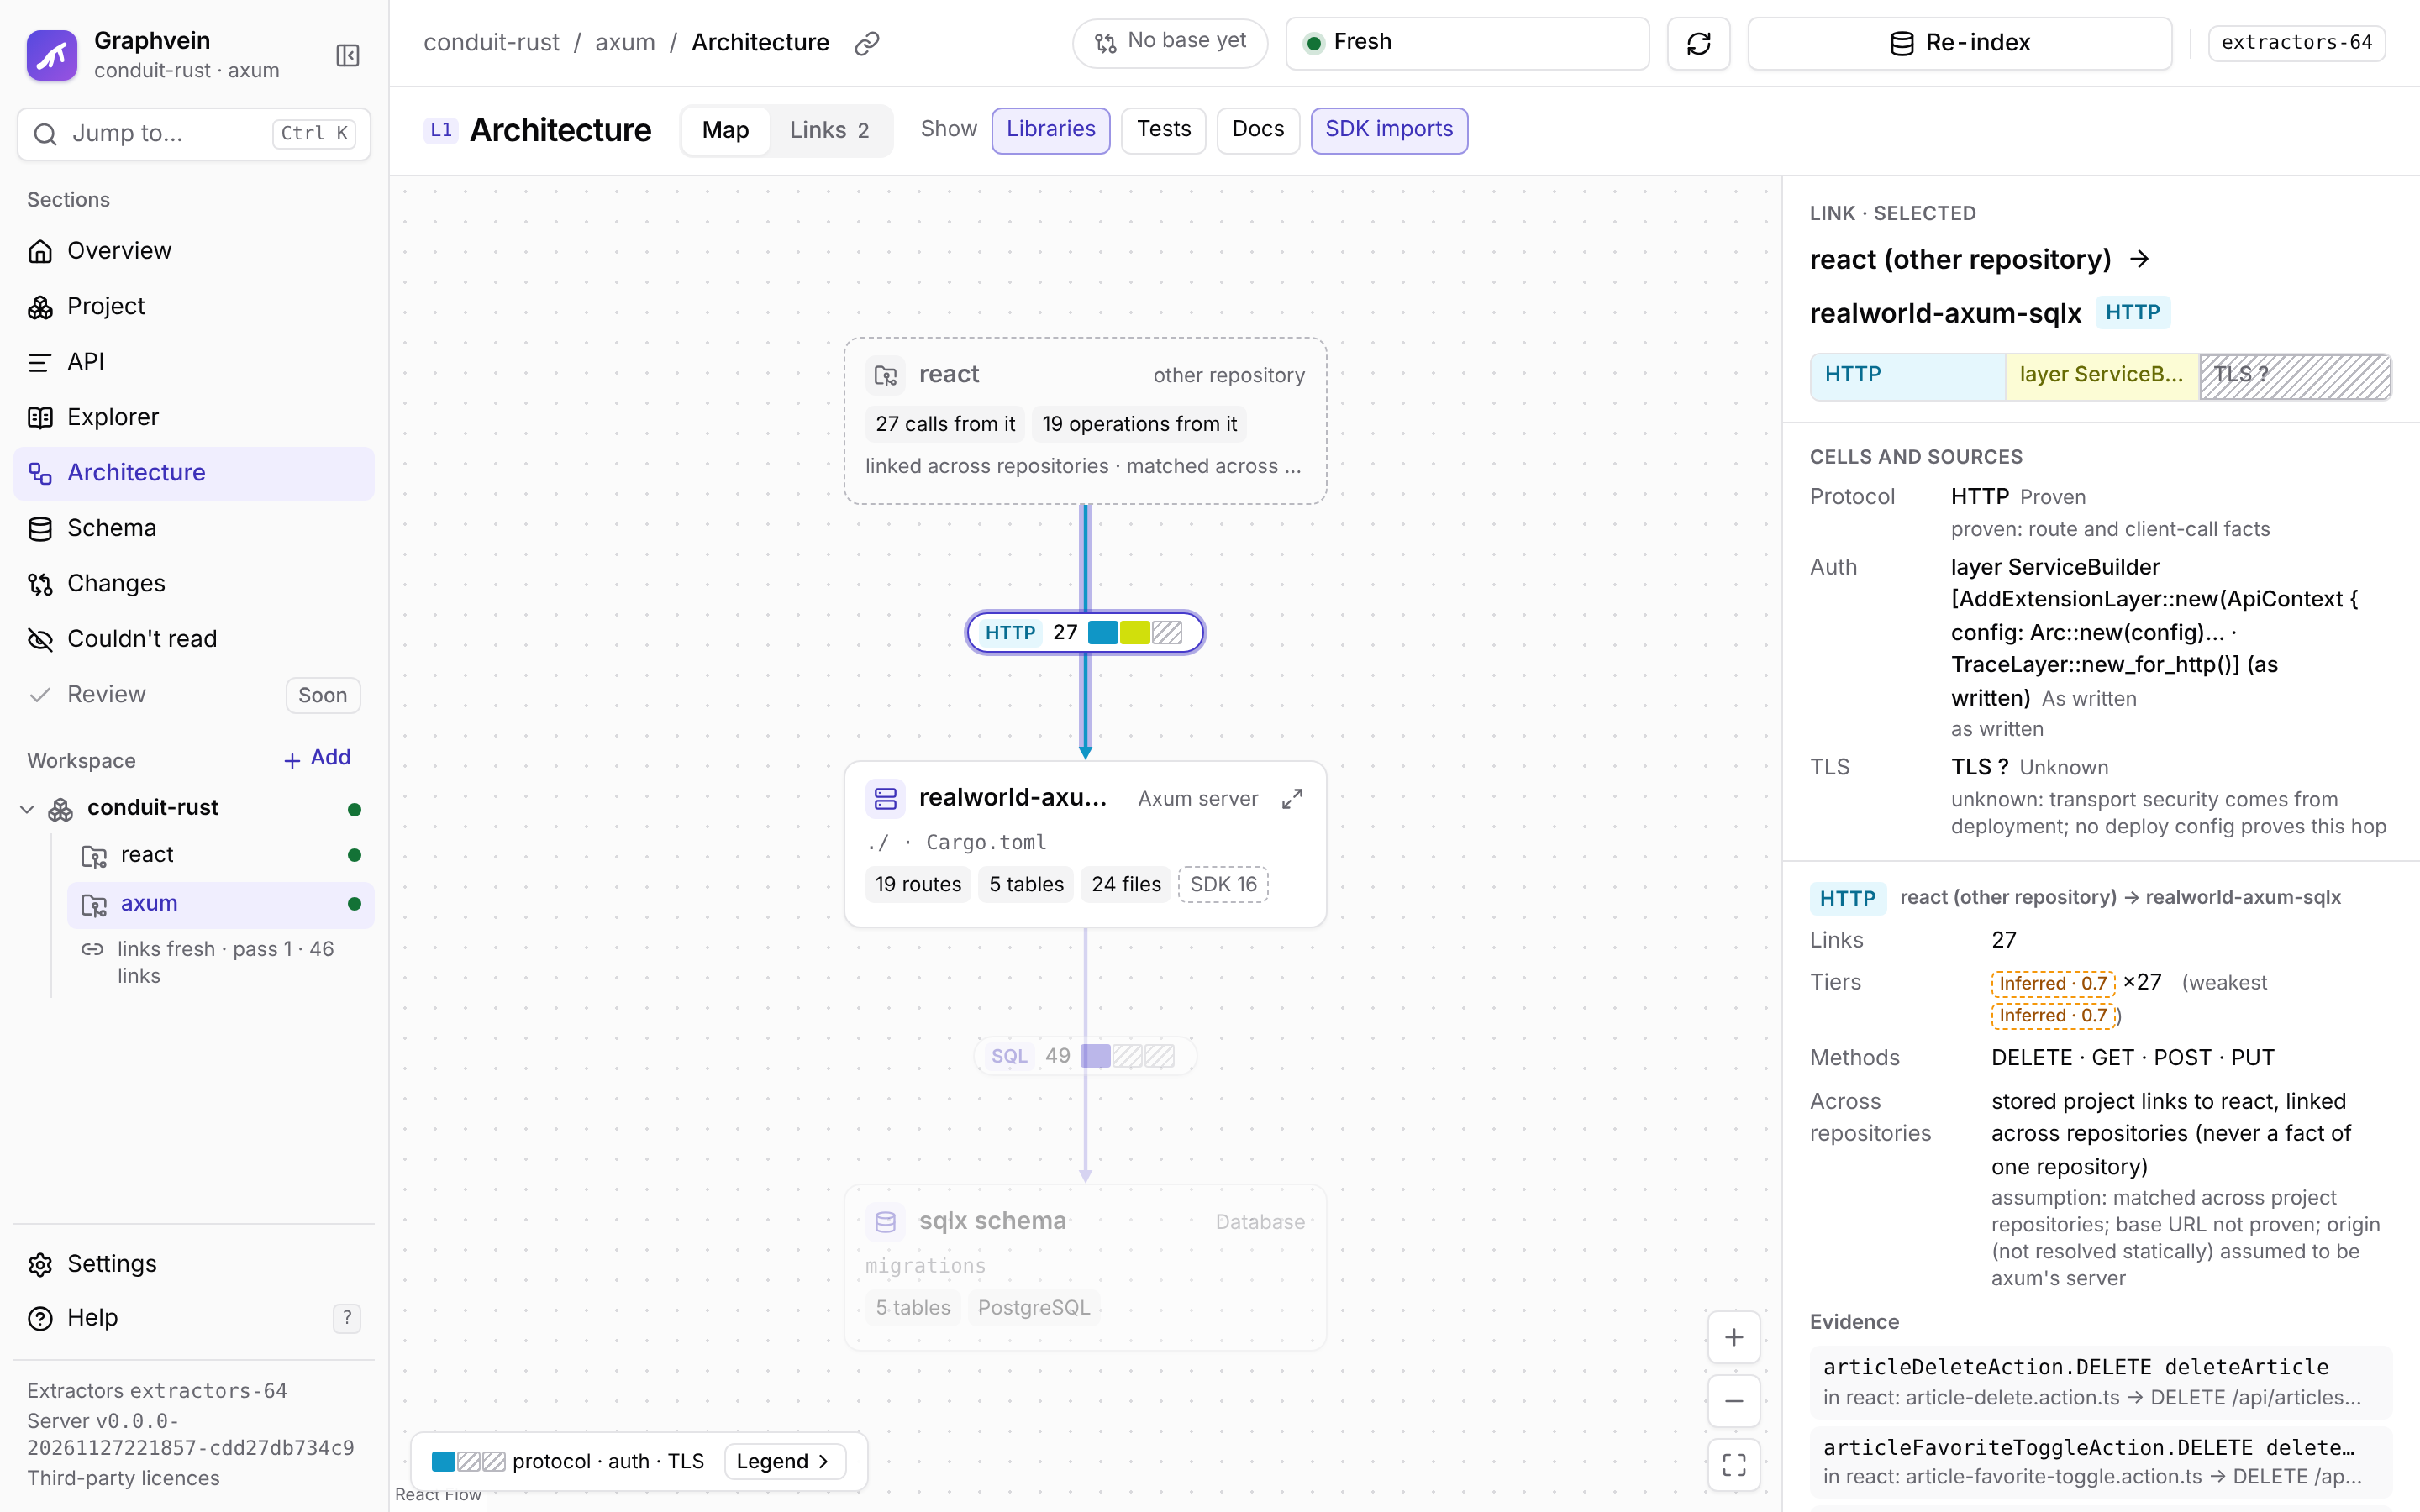 Graphvein
conduit-rust · axum
Jump to...
Ctrl K
Sections
Overview
Project
API
Explorer
Architecture
Schema
Changes
Couldn't read
Review
Soon
Workspace
+ Add
conduit-rust
react
axum
links fresh · pass 1 · 46
links
Settings
Help
?
Extractors extractors-64
Server v0.0.0-
20261127221857-cdd27db734c9
Third-party licences
conduit-rust / axum / Architecture
No base yet
Fresh
Re-index
extractors-64
L1 Architecture
Map
Links 2
Show
Libraries
Tests
Docs
SDK imports
react
other repository
27 calls from it
19 operations from it
linked across repositories · matched across ...
HTTP 27
realworld-axu...
Axum server
./ · Cargo.toml
19 routes
5 tables
24 files
SDK 16
SQL 49
sqlx schema
Database
migrations
5 tables
PostgreSQL
protocol · auth · TLS
Legend
React Flow
LINK · SELECTED
react (other repository) →
realworld-axum-sqlx HTTP
HTTP
layer ServiceB...
TLS ?
CELLS AND SOURCES
Protocol
HTTP Proven
proven: route and client-call facts
Auth
layer ServiceBuilder
[AddExtensionLayer::new(ApiContext {
config: Arc::new(config)... ·
TraceLayer::new_for_http()] (as
written) As written
as written
TLS
TLS ? Unknown
unknown: transport security comes from
deployment; no deploy config proves this hop
HTTP react (other repository) → realworld-axum-sqlx
Links
27
Tiers
Inferred · 0.7 ×27 (weakest
Inferred · 0.7)
Methods
DELETE · GET · POST · PUT
Across
repositories
stored project links to react, linked
across repositories (never a fact of
one repository)
assumption: matched across project
repositories; base URL not proven; origin
(not resolved statically) assumed to be
axum's server
Evidence
articleDeleteAction.DELETE deleteArticle
in react: article-delete.action.ts → DELETE /api/articles...
articleFavoriteToggleAction.DELETE delete…
in react: article-favorite-toggle.action.ts → DELETE /ap...